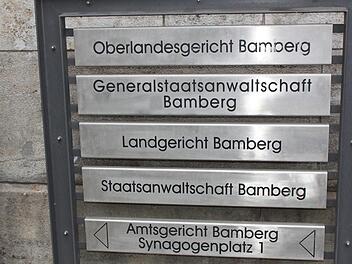 Oberlandesgericht Bamberg
Generalstaatsanwaltschaft
Bamberg
Landgericht Bamberg
Staatsanwaltschaft Bamberg
Amtsgericht Bamberg
Synagogenplatz 1